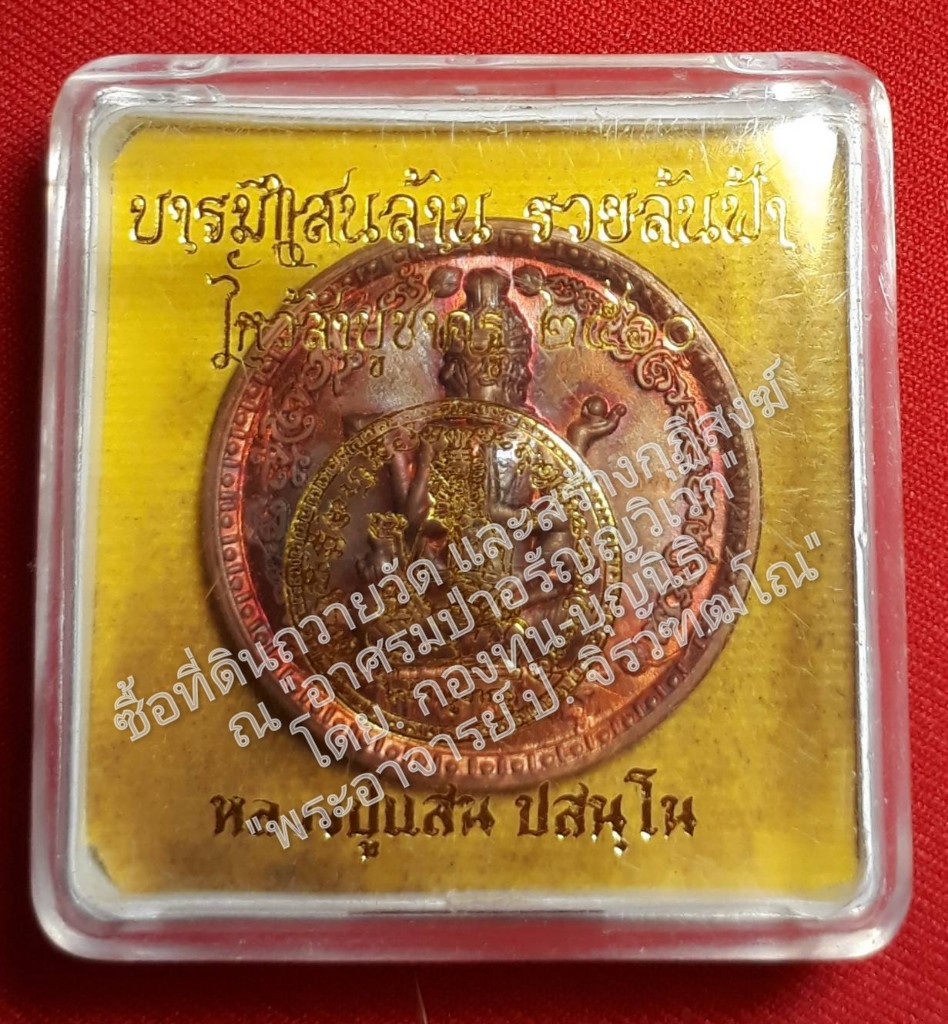 บารมีแสนล้าน รวยล้นฟ้า
ไหว้สาบูชาครู ๒๕๖๐
ซื้อที่ดินถวายวัด และสร้างกุฏิสงฆ์
ณ"อาศรมป่าอรัญญวิเวก"
โดย: กองทุน-บุญนิธิ
"พระอาจารย์ ป. จิรวฑฺฒโณ"
หลวงปู่แสน ปสนฺโน